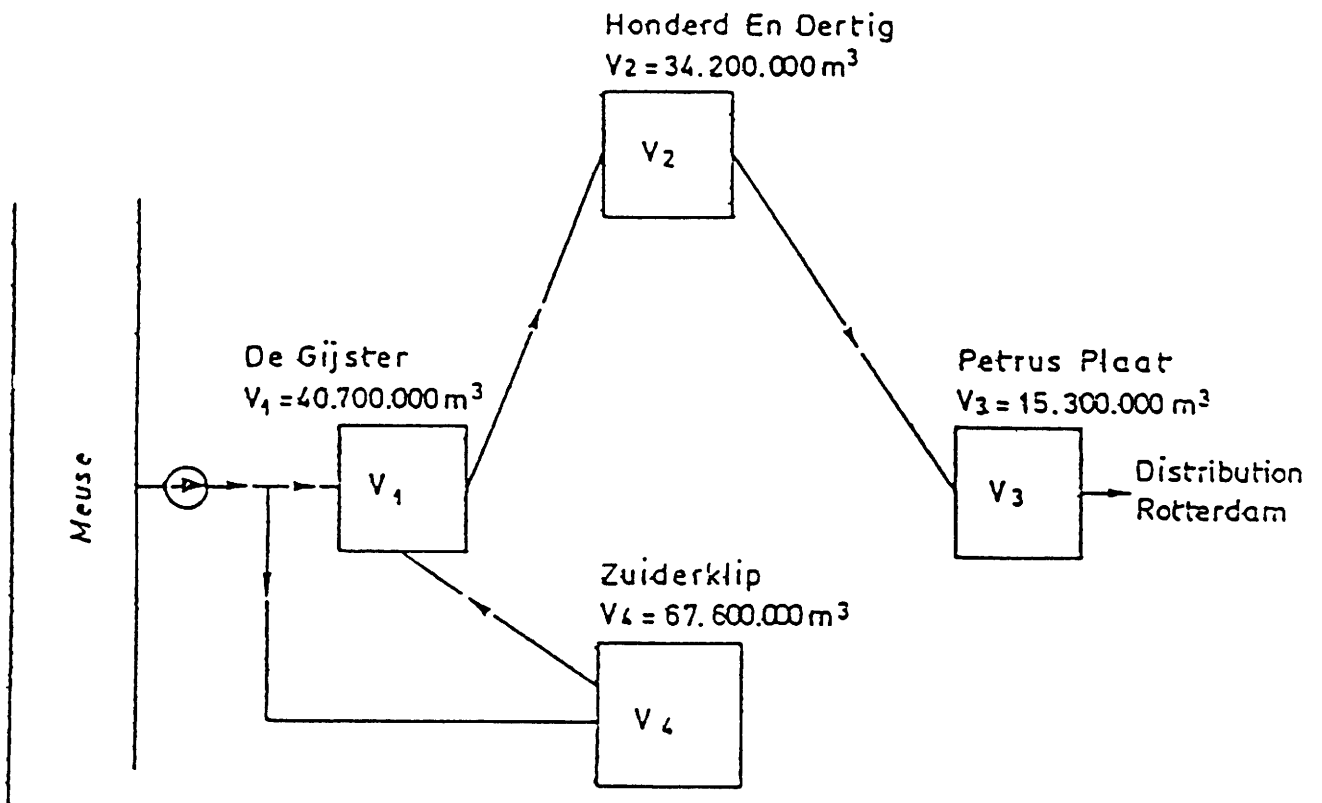 Honderd En Dertig
V2 = 34.200.000 m³
V₂
De Gijster
V₁ = 40.700.000 m³
Petrus Plaat
V₃ = 15.300.000 m³
Meuse
V₁
V₃
Distribution
Rotterdam
Zuiderklip
V₄ = 67.600.000 m³
V₄